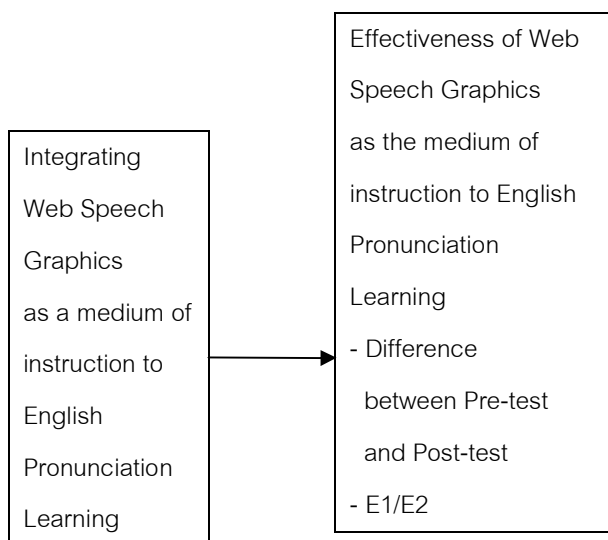 Integrating
Web Speech
Graphics
as a medium of
instruction to
English
Pronunciation
Learning
Effectiveness of Web
Speech Graphics
as the medium of
instruction to English
Pronunciation
Learning
- Difference
between Pre-test
and Post-test
- E1/E2